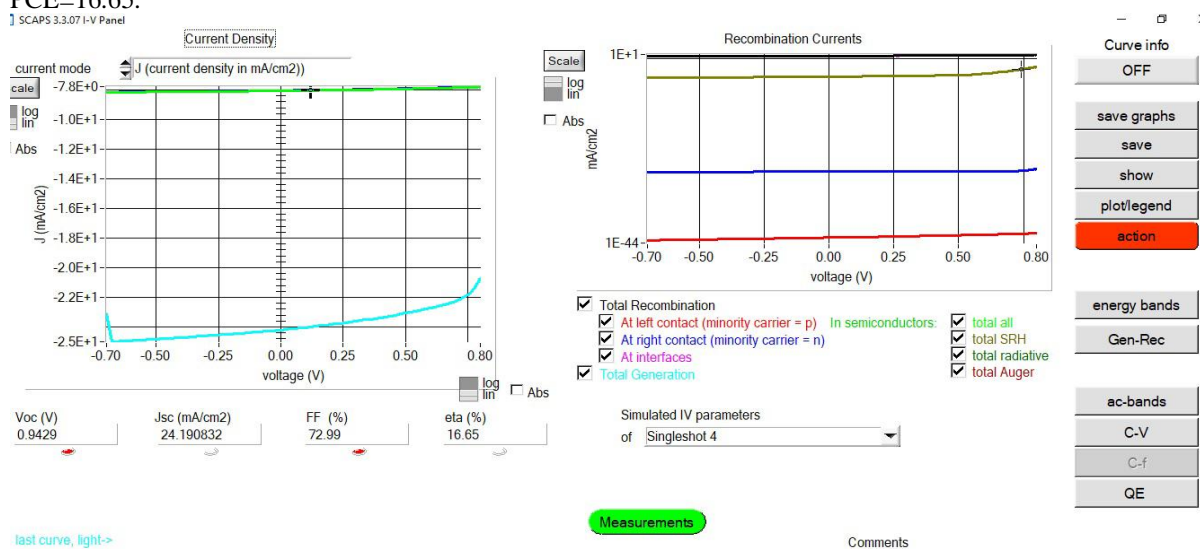 PCE=16.65.
SCAPS 3.3.07 I-V Panel
Current Density
current mode
J (current density in mA/cm2))
cale
log
lin
Abs
J (mA/cm2)
-7.8E+0
-1.0E+1
-1.2E+1
-1.4E+1
-1.6E+1
-1.8E+1
-2.0E+1
-2.2E+1
-2.5E+1
-0.70 -0.50 -0.25 0.00 0.25 0.50 0.80
voltage (V)
log
lin
Abs
Recombination Currents
Scale
log
lin
Abs
mA/cm2
1E+1
1E-44
-0.70 -0.50 -0.25 0.00 0.25 0.50 0.80
voltage (V)
Total Recombination
At left contact (minority carrier = p) In semiconductors: total all
At right contact (minority carrier = n) total SRH
At interfaces total radiative
Total Generation total Auger
Voc (V) Jsc (mA/cm2) FF (%) eta (%)
0.9429 24.190832 72.99 16.65
Simulated IV parameters
of Singleshot 4
Measurements
last curve, light->
Comments
Curve info
OFF
save graphs
save
show
plot/legend
action
energy bands
Gen-Rec
ac-bands
C-V
C-f
QE